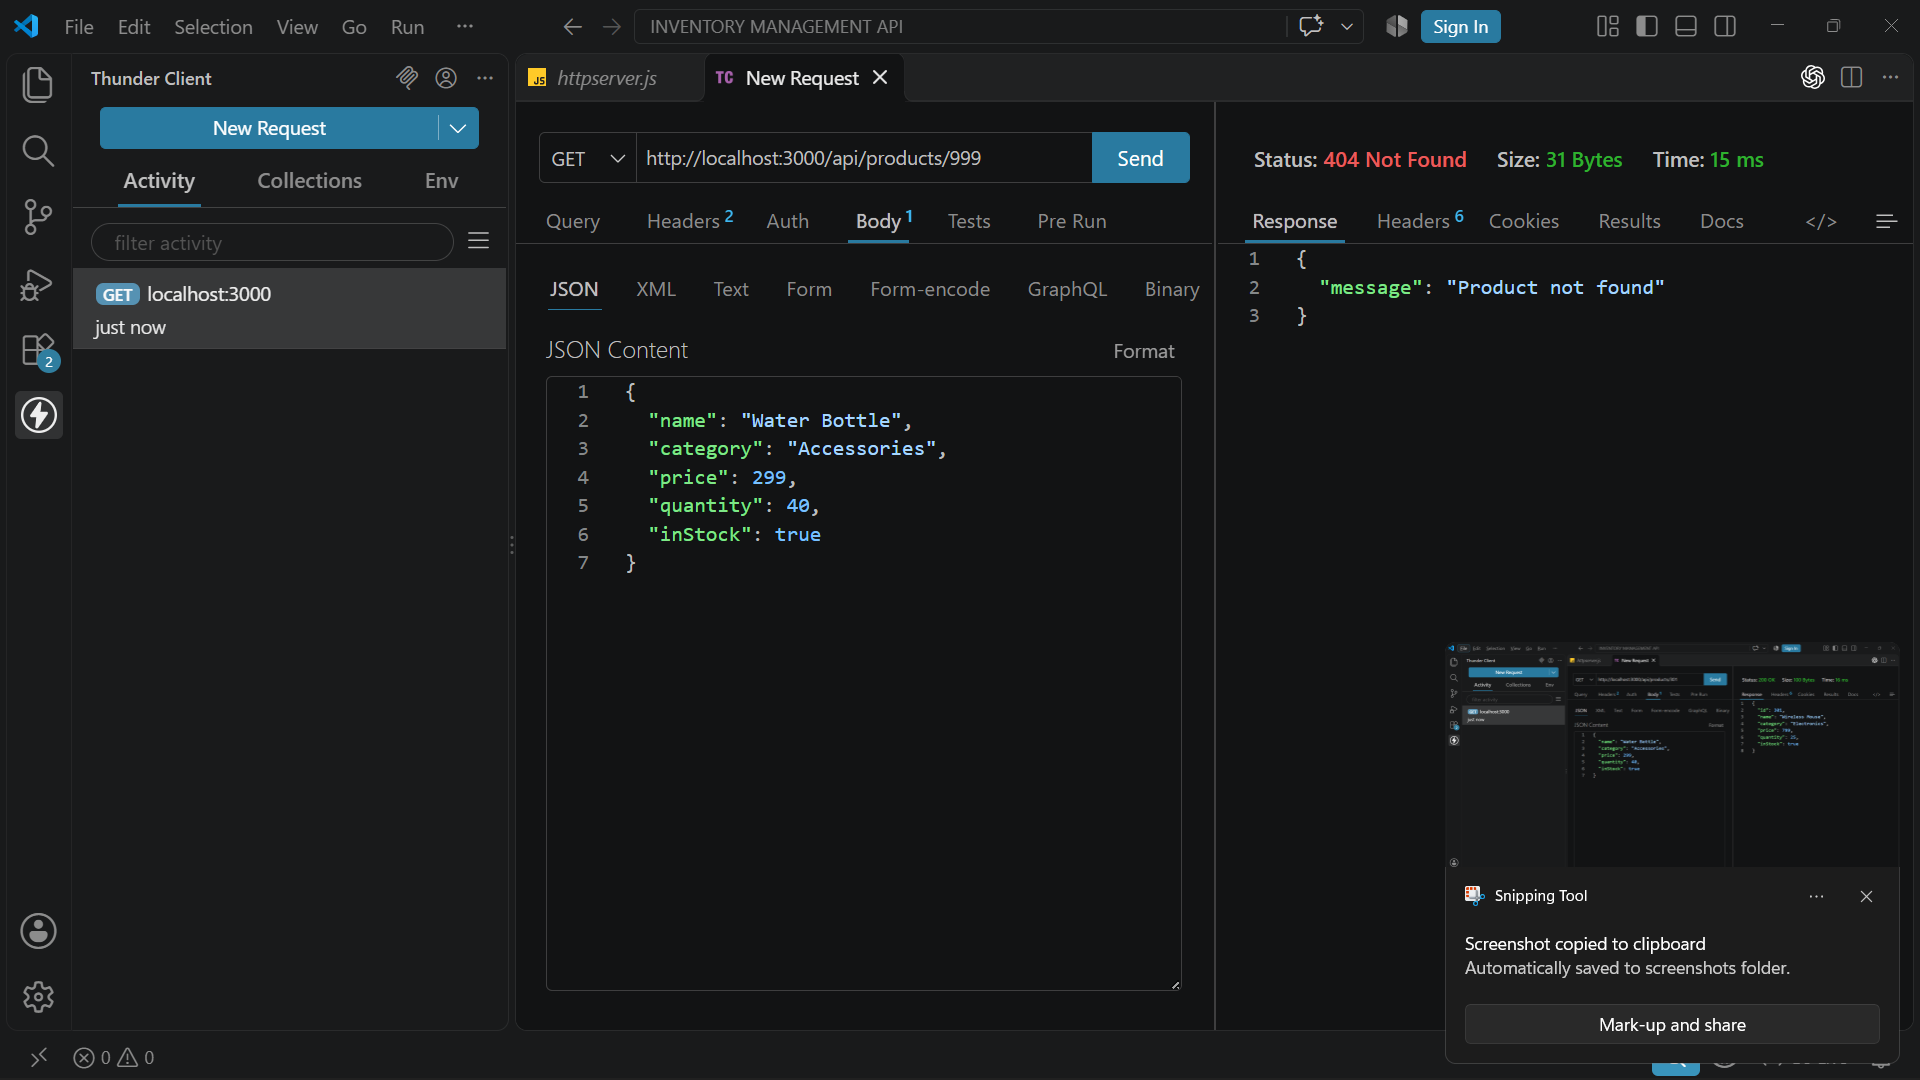 File Edit Selection View Go Run ···
INVENTORY MANAGEMENT API
Sign In
Thunder Client
New Request
Activity Collections Env
filter activity
GET localhost:3000
just now
2
JS httpserver.js
TC New Request
GET http://localhost:3000/api/products/999 Send
Query Headers 2 Auth Body 1 Tests Pre Run
JSON XML Text Form Form-encode GraphQL Binary
JSON Content Format
1 {
2 "name": "Water Bottle",
3 "category": "Accessories",
4 "price": 299,
5 "quantity": 40,
6 "inStock": true
7 }
Status: 404 Not Found Size: 31 Bytes Time: 15 ms
Response Headers 6 Cookies Results Docs </>
1 {
2 "message": "Product not found"
3 }
Snipping Tool
Screenshot copied to clipboard
Automatically saved to screenshots folder.
Mark-up and share
0 0